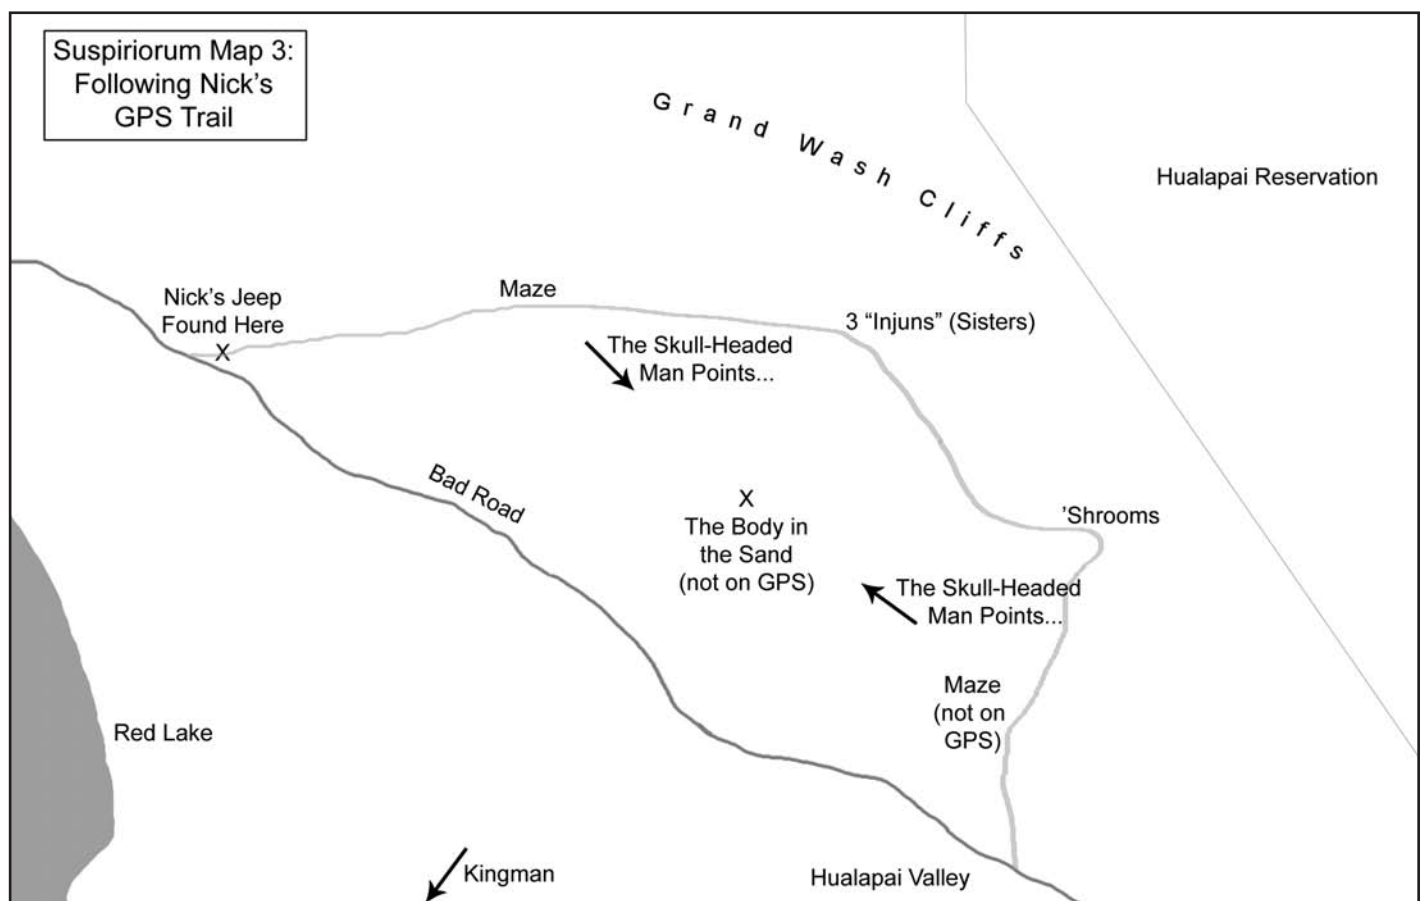 Suspiriorum Map 3:
Following Nick’s
GPS Trail
Grand Wash Cliffs
Hualapai Reservation
Nick’s Jeep
Found Here
X
Maze
3 “Injuns” (Sisters)
The Skull-Headed
Man Points...
Bad Road
X
The Body in
the Sand
(not on GPS)
’Shrooms
The Skull-Headed
Man Points...
Maze
(not on
GPS)
Red Lake
Kingman
Hualapai Valley